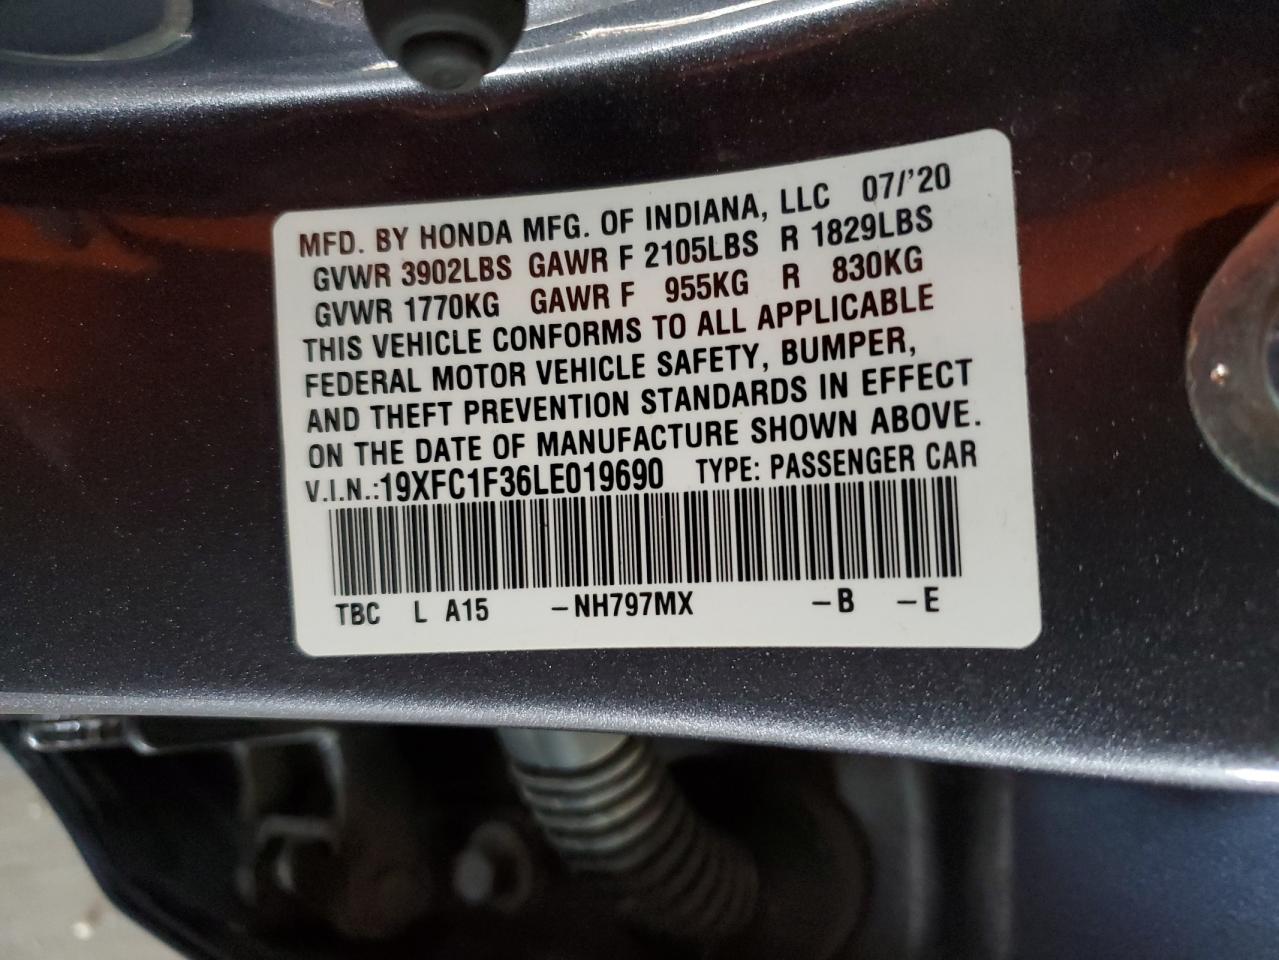 MFD. BY HONDA MFG. OF INDIANA, LLC 07/'20
GVWR 3902LBS GAWR F 2105LBS R 1829LBS
GVWR 1770KG GAWR F 955KG R 830KG
THIS VEHICLE CONFORMS TO ALL APPLICABLE
FEDERAL MOTOR VEHICLE SAFETY, BUMPER,
AND THEFT PREVENTION STANDARDS IN EFFECT
ON THE DATE OF MANUFACTURE SHOWN ABOVE.
V.I.N.:19XFC1F36LE019690 TYPE: PASSENGER CAR
TBC L A15 -NH797MX -B -E